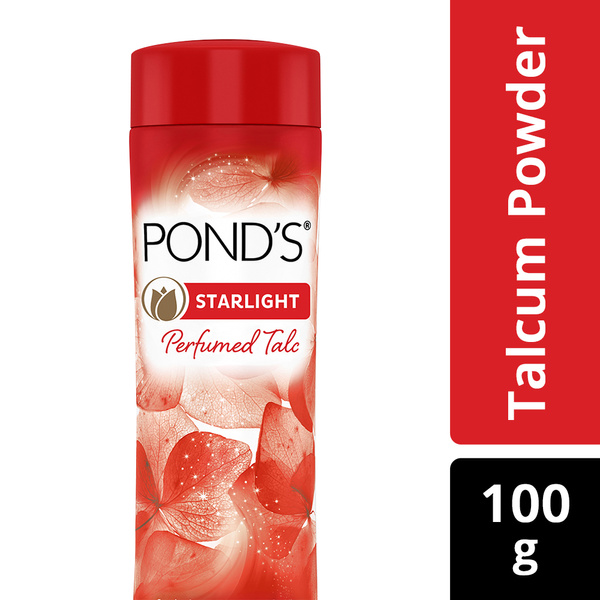 POND'S®
STARLIGHT
Perfumed Talc
Talcum Powder
100
g